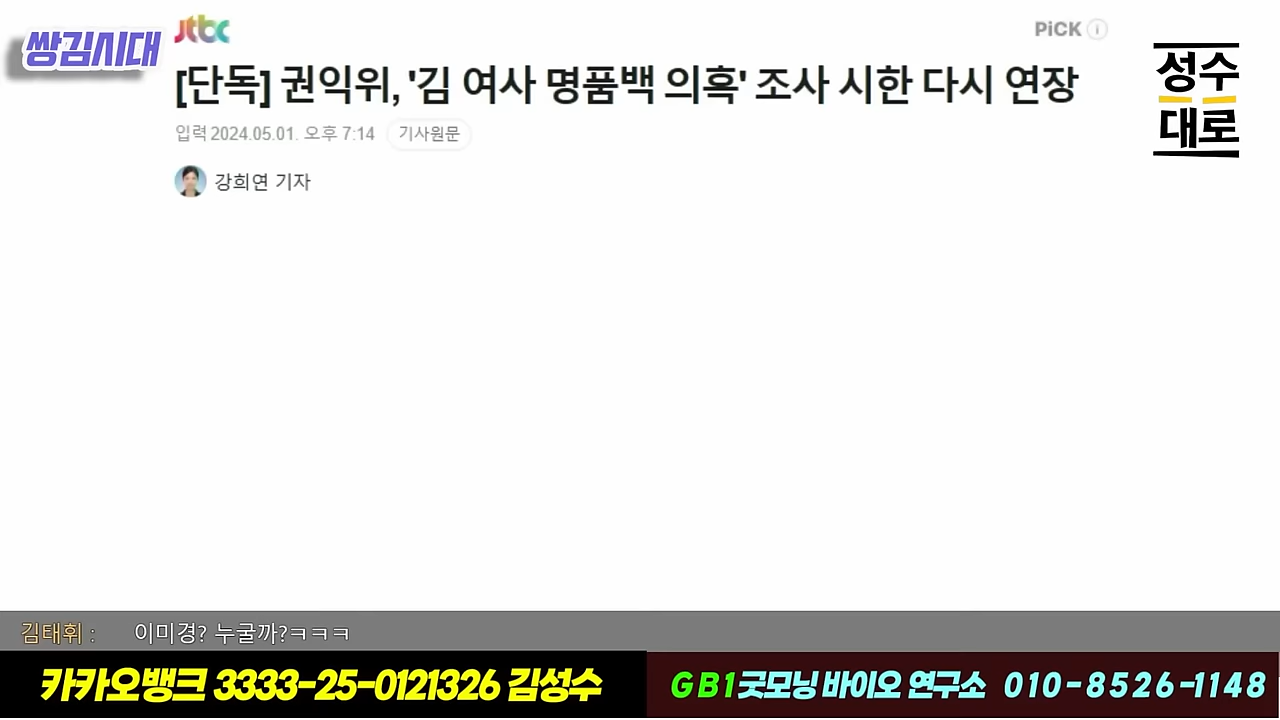 쌍김시대
jtbc
PiCK i
[단독] 권익위, '김 여사 명품백 의혹' 조사 시한 다시 연장
입력 2024.05.01. 오후 7:14 기사원문
강희연 기자
성수
대로
김태휘 : 이미경? 누굴까?ㅋㅋㅋ
카카오뱅크 3333-25-0121326 김성수
GB1굿모닝 바이오 연구소 010-8526-1148